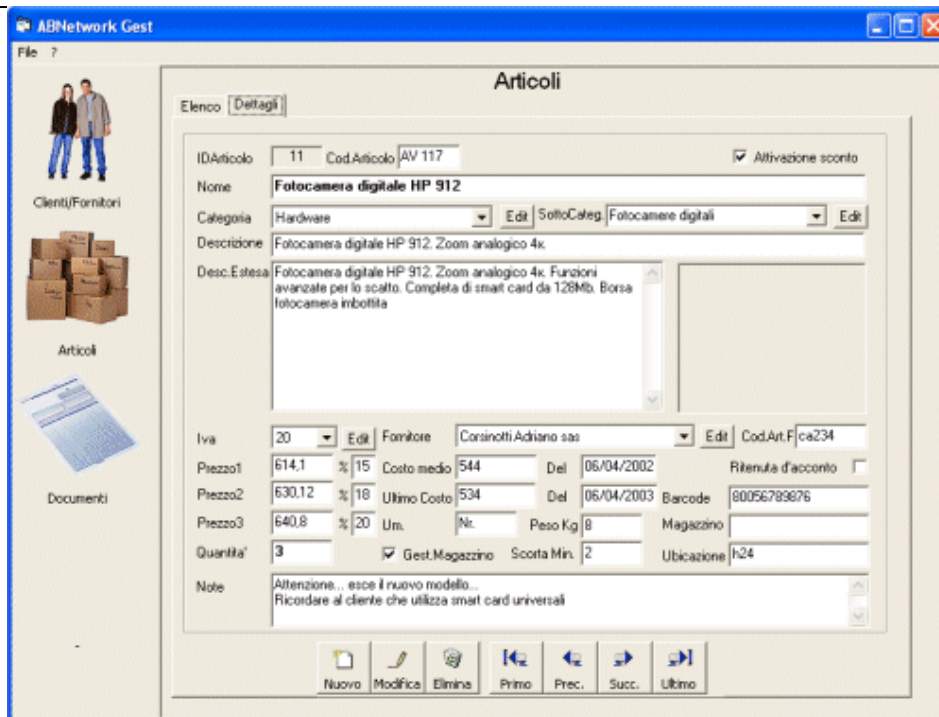 ABNetwork Gest
File ?
Articoli
Elenco Dettagli
IDArticolo 11 Cod.Articolo AV 117 Attivazione sconto
Nome Fotocamera digitale HP 912
Clienti/Fornitori
Categoria Hardware Edit SottoCateg. Fotocamere digitali Edit
Descrizione Fotocamera digitale HP 912. Zoom analogico 4x.
Desc.Estesa Fotocamera digitale HP 912. Zoom analogico 4x. Funzioni
avanzate per lo scatto. Completa di smart card da 128Mb. Borsa
fotocamera imbottita
Articoli
Iva 20 Edit Fornitore Corsinotti Adriano sas Edit Cod.Art.F ca234
Prezzo1 614,1 % 15 Costo medio 544 Del 06/04/2002 Ritenuta d'acconto
Prezzo2 630,12 % 18 Ultimo Costo 534 Del 06/04/2003 Barcode 80056789876
Documenti
Prezzo3 640,8 % 20 Um. Nr. Peso Kg 8 Magazzino
Quantita' 3 Gest.Magazzino Scorta Min. 2 Ubicazione h24
Note Attenzione... esce il nuovo modello...
Ricordare al cliente che utilizza smart card universali
-
Nuovo Modifica Elimina Primo Prec. Succ. Ultimo